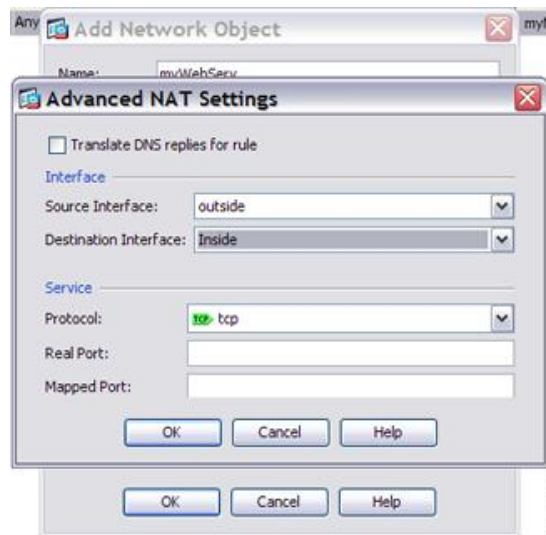 Any
Add Network Object
Name: myWebServ
Advanced NAT Settings
Translate DNS replies for rule
Interface
Source Interface: outside
Destination Interface: Inside
Service
Protocol: TCP tcp
Real Port:
Mapped Port:
OK Cancel Help
OK Cancel Help